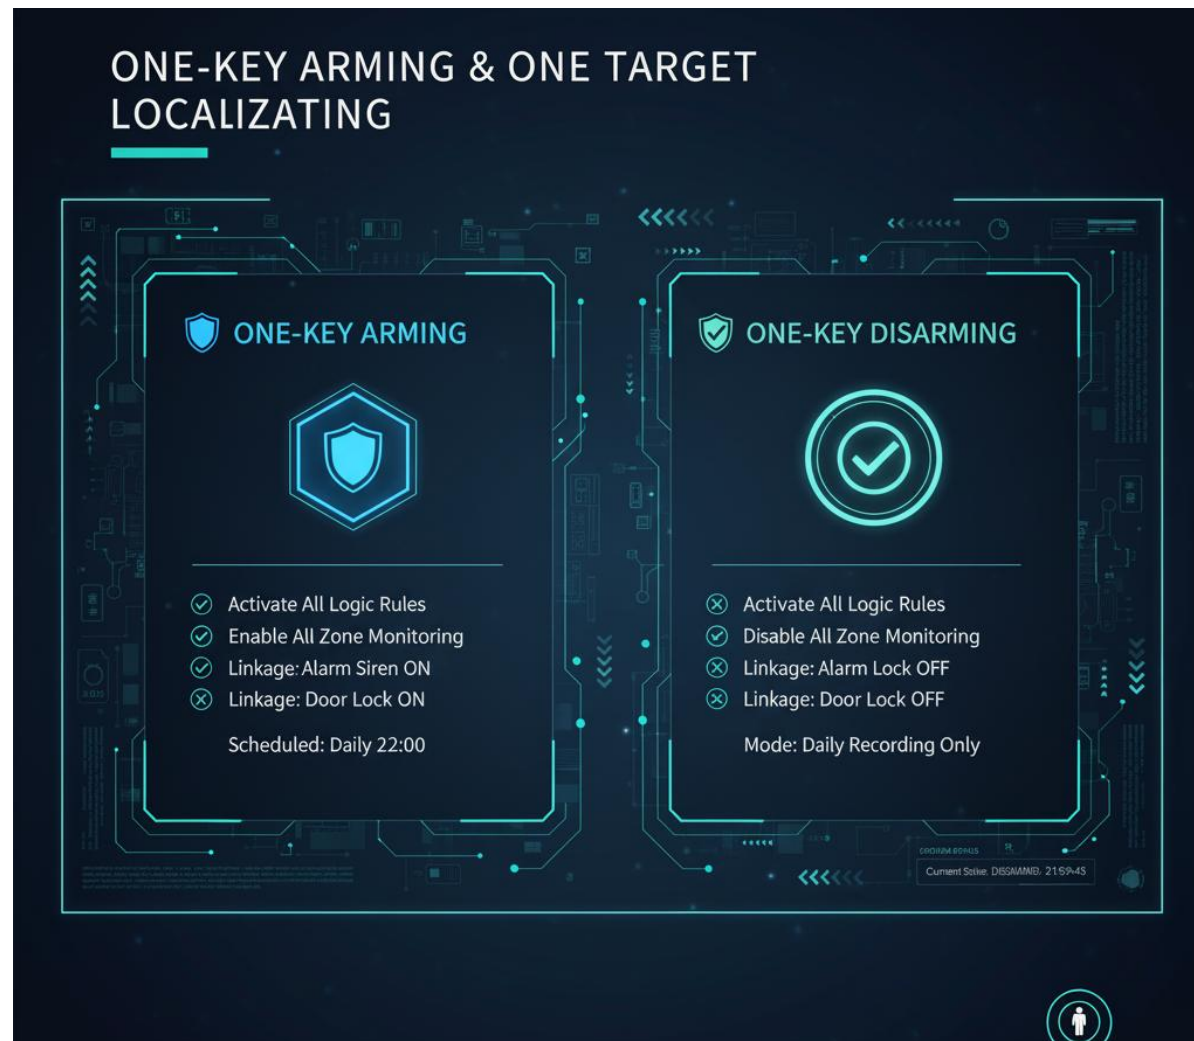 ONE-KEY ARMING & ONE TARGET
LOCALIZATING
ONE-KEY ARMING
Activate All Logic Rules
Enable All Zone Monitoring
Linkage: Alarm Siren ON
Linkage: Door Lock ON
Scheduled: Daily 22:00
ONE-KEY DISARMING
Activate All Logic Rules
Disable All Zone Monitoring
Linkage: Alarm Lock OFF
Linkage: Door Lock OFF
Mode: Daily Recording Only